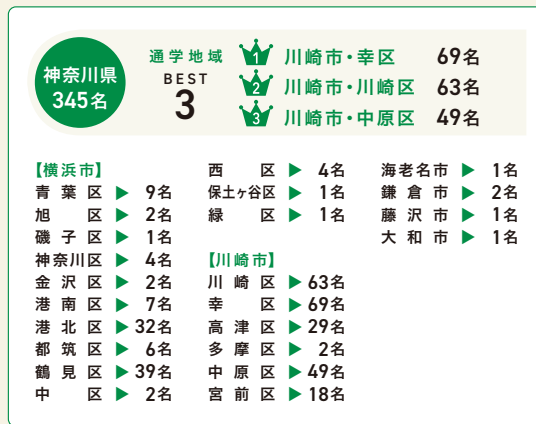 神奈川県
345名
通学地域
BEST
3
1 川崎市・幸区 69名
2 川崎市・川崎区 63名
3 川崎市・中原区 49名
【横浜市】
青葉区 ▶ 9名
旭区 ▶ 2名
磯子区 ▶ 1名
神奈川区 ▶ 4名
金沢区 ▶ 2名
港南区 ▶ 7名
港北区 ▶ 32名
都筑区 ▶ 6名
鶴見区 ▶ 39名
中区 ▶ 2名
西区 ▶ 4名
保土ヶ谷区 ▶ 1名
緑区 ▶ 1名
【川崎市】
川崎区 ▶ 63名
幸区 ▶ 69名
高津区 ▶ 29名
多摩区 ▶ 2名
中原区 ▶ 49名
宮前区 ▶ 18名
海老名市 ▶ 1名
鎌倉市 ▶ 2名
藤沢市 ▶ 1名
大和市 ▶ 1名